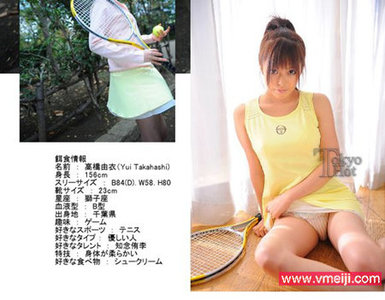 餌食情報
名前 ： 高橋由衣(Yui Takahashi)
身長 ： 156cm
スリーサイズ ： B84(D). W58. H80
靴サイズ ： 23cm
星座 ： 獅子座
血液型 ： B型
出身地 ： 千葉県
趣味 ： ゲーム
好きなスポーツ ： テニス
好きなタイプ ： 優しい人
好きなタレント ： 知念侑李
特技 ： 身体が柔らかい
好きな食べ物 ： シュークリーム
Tokyo
Hot
www.vmeiji.com